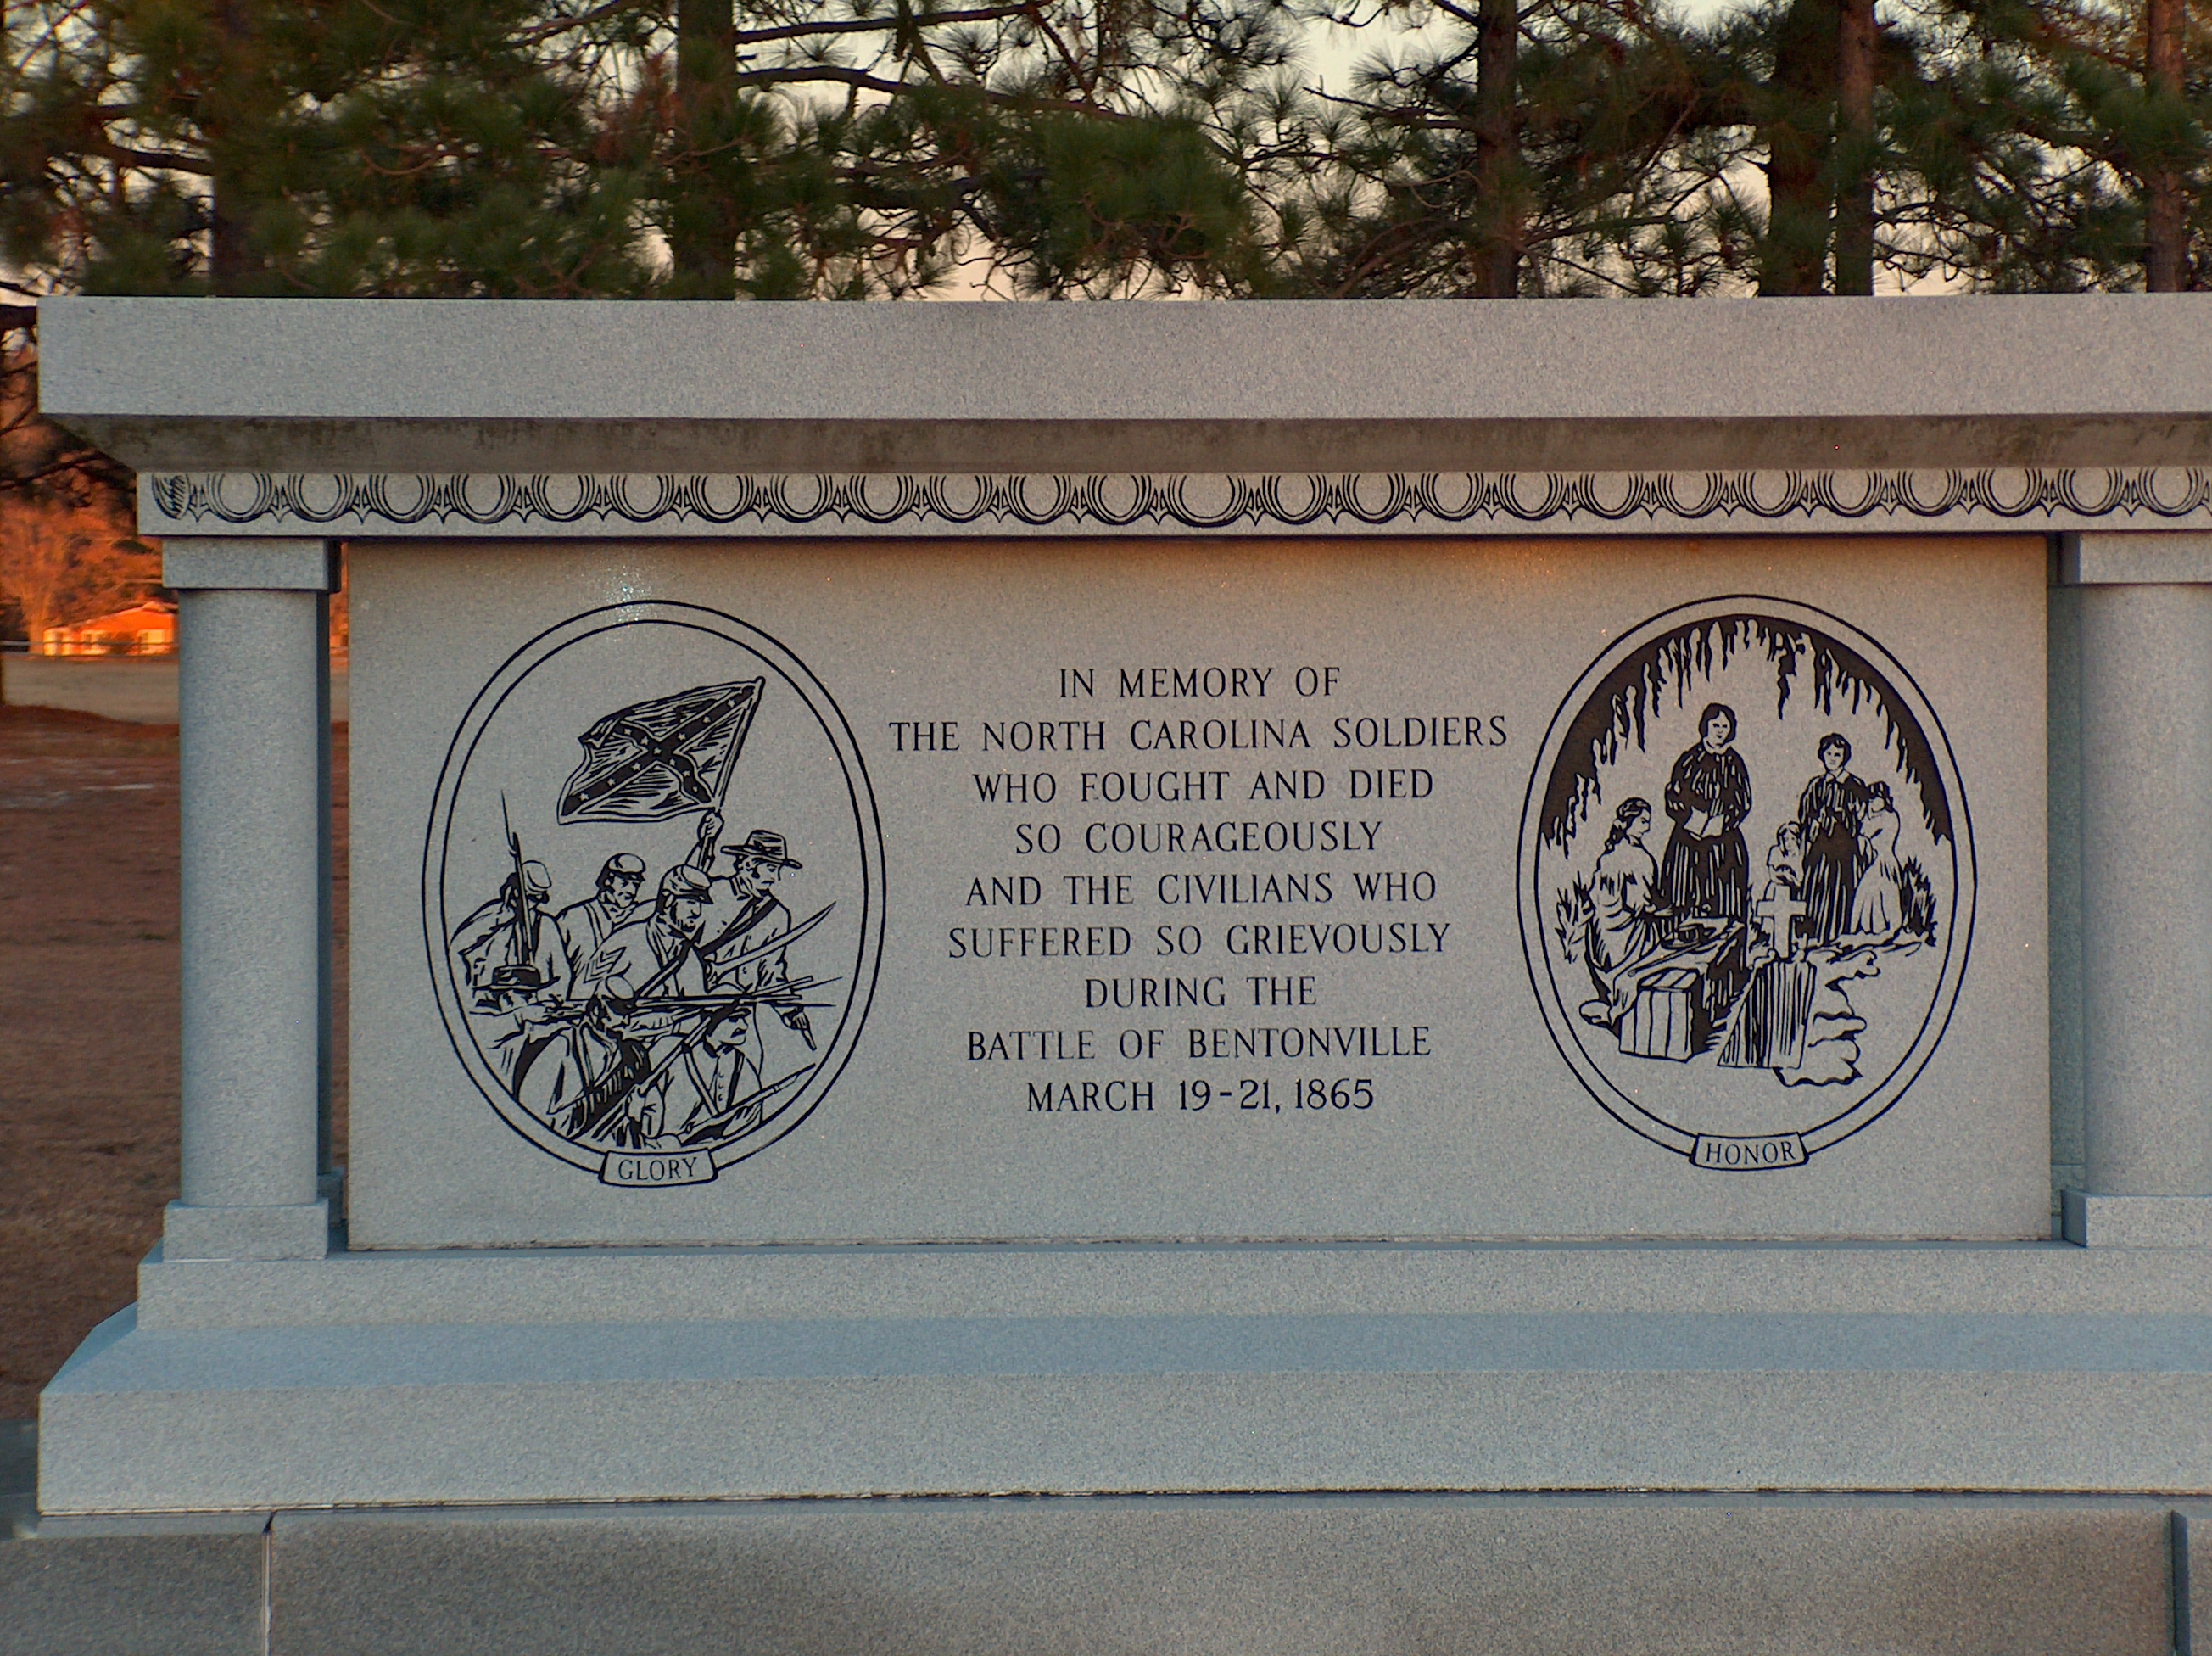 IN MEMORY OF
THE NORTH CAROLINA SOLDIERS
WHO FOUGHT AND DIED
SO COURAGEOUSLY
AND THE CIVILIANS WHO
SUFFERED SO GRIEVOUSLY
DURING THE
BATTLE OF BENTONVILLE
MARCH 19-21, 1865
GLORY
HONOR